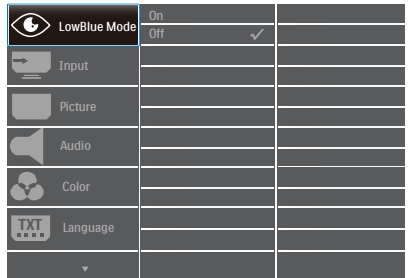 LowBlue Mode
On
Off
Input
Picture
Audio
Color
TXT
Language